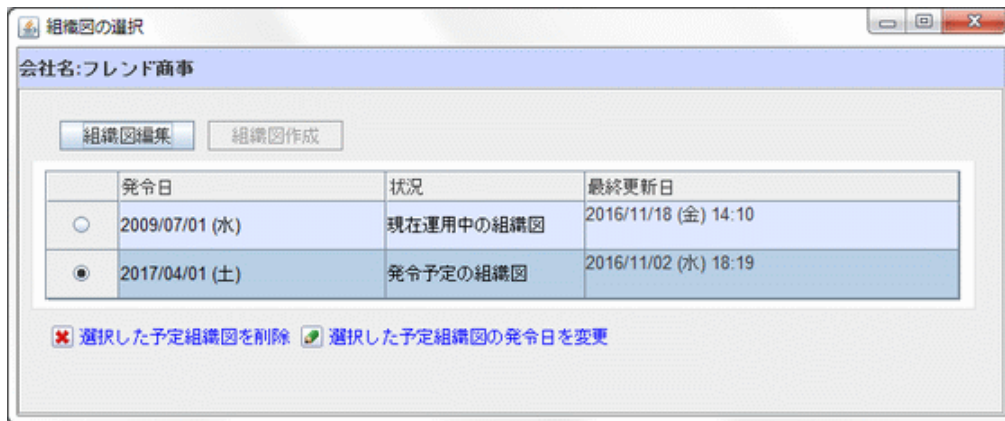 組織図の選択
会社名:フレンド商事
組織図編集 組織図作成
発令日 状況 最終更新日
2009/07/01 (水) 現在運用中の組織図 2016/11/18 (金) 14:10
2017/04/01 (土) 発令予定の組織図 2016/11/02 (水) 18:19
選択した予定組織図を削除 選択した予定組織図の発令日を変更